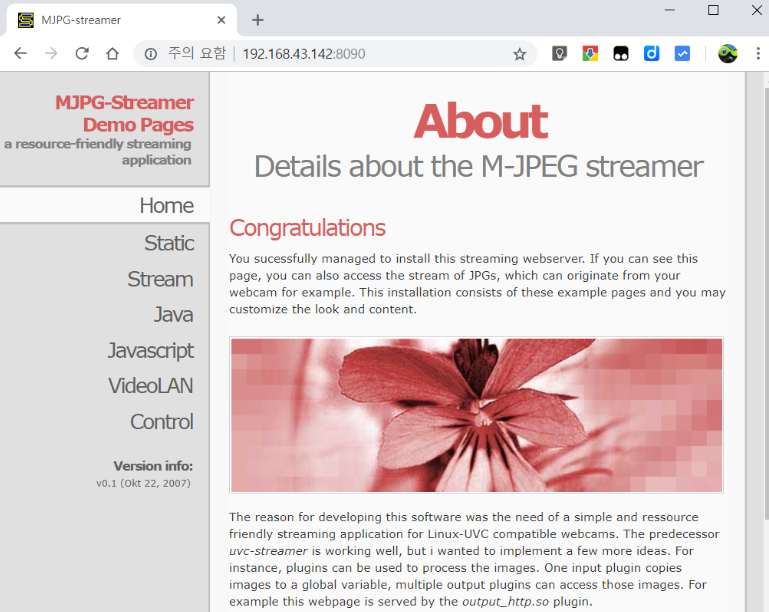 MJPG-streamer
주의 요함
192.168.43.142:8090
MJPG-Streamer
Demo Pages
a resource-friendly streaming
application
Home
Static
Stream
Java
Javascript
VideoLAN
Control
Version info:
v0.1 (Okt 22, 2007)
About
Details about the M-JPEG streamer
Congratulations
You sucessfully managed to install this streaming webserver. If you can see this
page, you can also access the stream of JPGs, which can originate from your
webcam for example. This installation consists of these example pages and you may
customize the look and content.
The reason for developing this software was the need of a simple and ressource
friendly streaming application for Linux-UVC compatible webcams. The predecessor
uvc-streamer is working well, but i wanted to implement a few more ideas. For
instance, plugins can be used to process the images. One input plugin copies
images to a global variable, multiple output plugins can access those images. For
example this webpage is served by the output_http.so plugin.